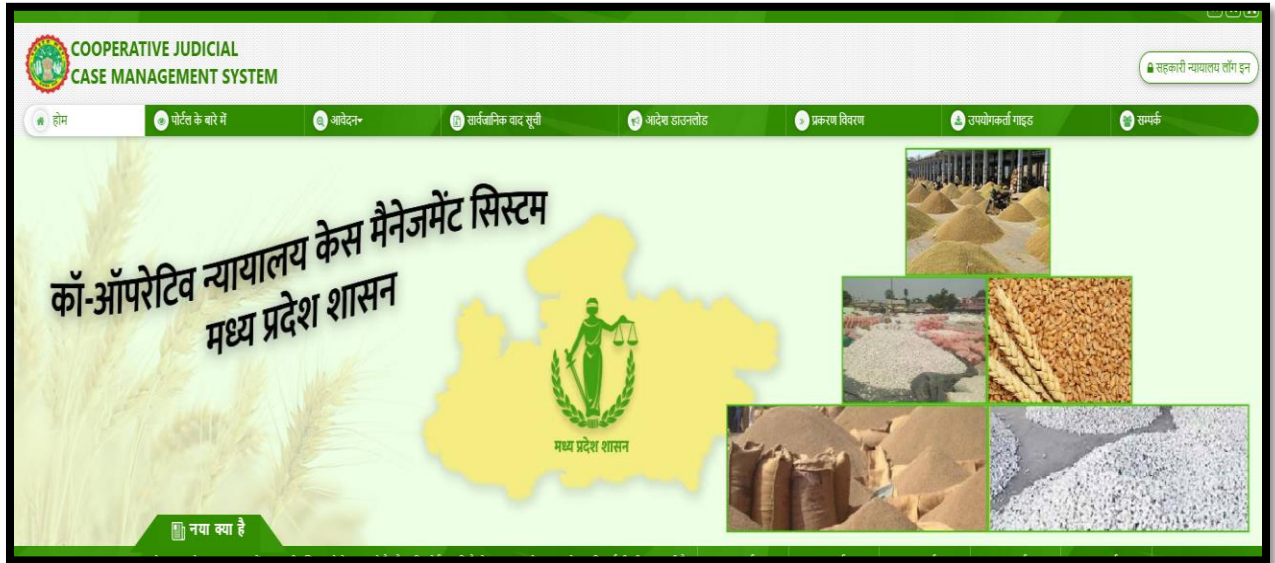 COOPERATIVE JUDICIAL
CASE MANAGEMENT SYSTEM
सहकारी न्यायालय लॉग इन
होम
पोर्टल के बारे में
आवेदन
सार्वजानिक वाद सूची
आदेश डाउनलोड
प्रकरण विवरण
उपयोगकर्ता गाइड
सम्पर्क
कॉ-ऑपरेटिव न्यायालय केस मैनेजमेंट सिस्टम
मध्य प्रदेश शासन
मध्य प्रदेश शासन
नया क्या है